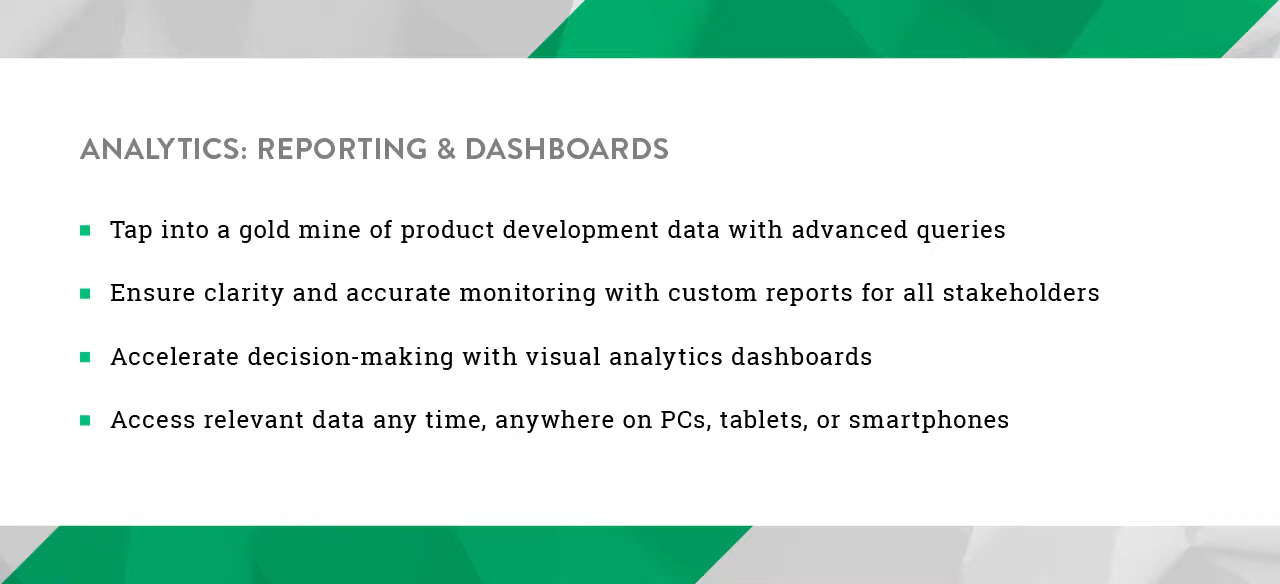 ANALYTICS: REPORTING & DASHBOARDS
Tap into a gold mine of product development data with advanced queries
Ensure clarity and accurate monitoring with custom reports for all stakeholders
Accelerate decision-making with visual analytics dashboards
Access relevant data any time, anywhere on PCs, tablets, or smartphones